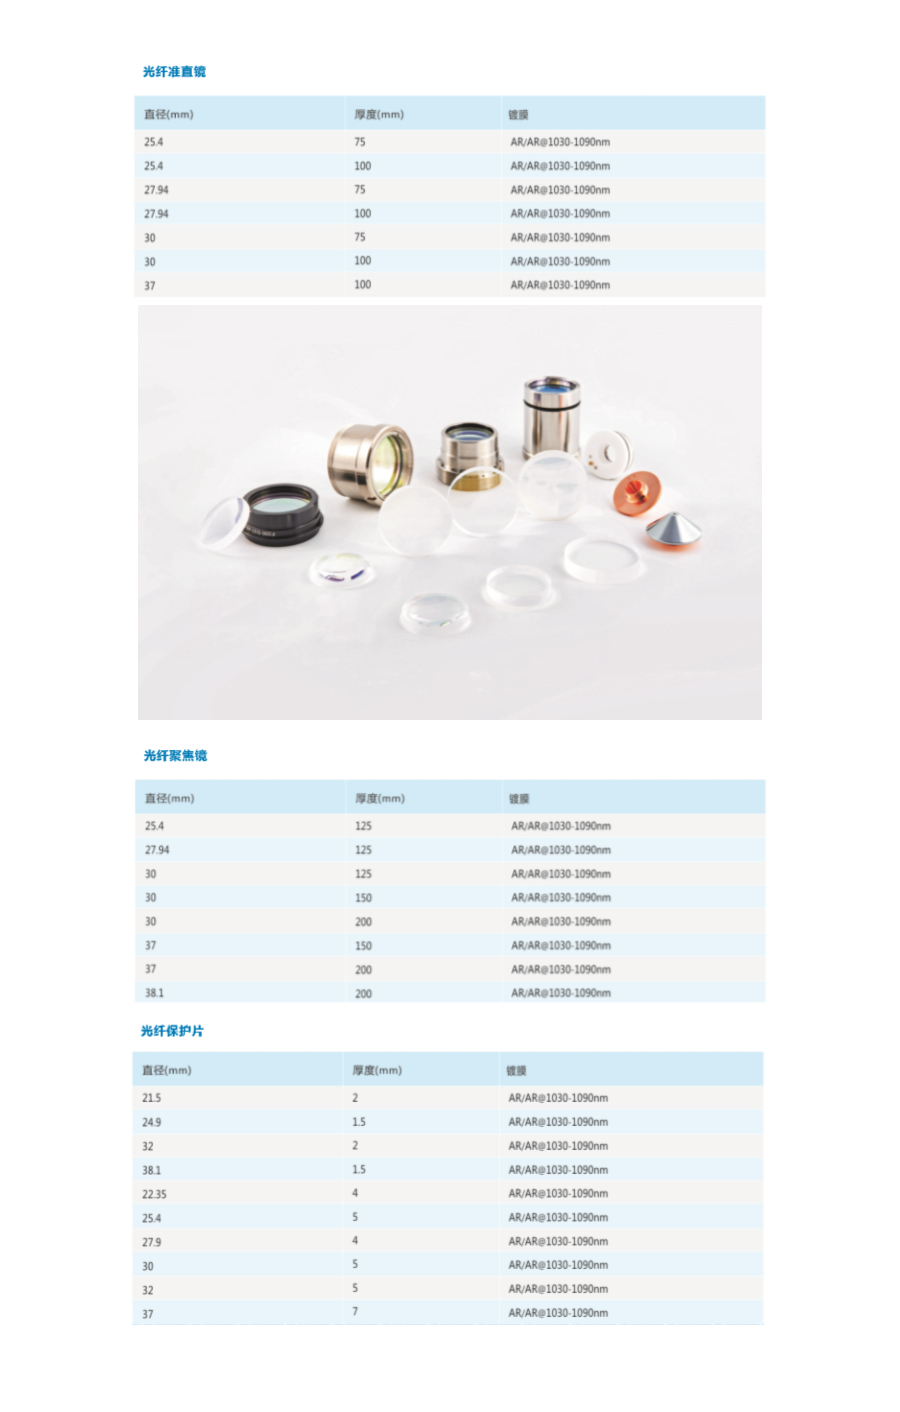 光纤准直镜
直径(mm) 厚度(mm) 镀膜
25.4 75 AR/AR@1030-1090nm
25.4 100 AR/AR@1030-1090nm
27.94 75 AR/AR@1030-1090nm
27.94 100 AR/AR@1030-1090nm
30 75 AR/AR@1030-1090nm
30 100 AR/AR@1030-1090nm
37 100 AR/AR@1030-1090nm
光纤聚焦镜
直径(mm) 厚度(mm) 镀膜
25.4 125 AR/AR@1030-1090nm
27.94 125 AR/AR@1030-1090nm
30 125 AR/AR@1030-1090nm
30 150 AR/AR@1030-1090nm
30 200 AR/AR@1030-1090nm
37 150 AR/AR@1030-1090nm
37 200 AR/AR@1030-1090nm
38.1 200 AR/AR@1030-1090nm
光纤保护片
直径(mm) 厚度(mm) 镀膜
21.5 2 AR/AR@1030-1090nm
24.9 1.5 AR/AR@1030-1090nm
32 2 AR/AR@1030-1090nm
38.1 1.5 AR/AR@1030-1090nm
22.35 4 AR/AR@1030-1090nm
25.4 5 AR/AR@1030-1090nm
27.9 4 AR/AR@1030-1090nm
30 5 AR/AR@1030-1090nm
32 5 AR/AR@1030-1090nm
37 7 AR/AR@1030-1090nm